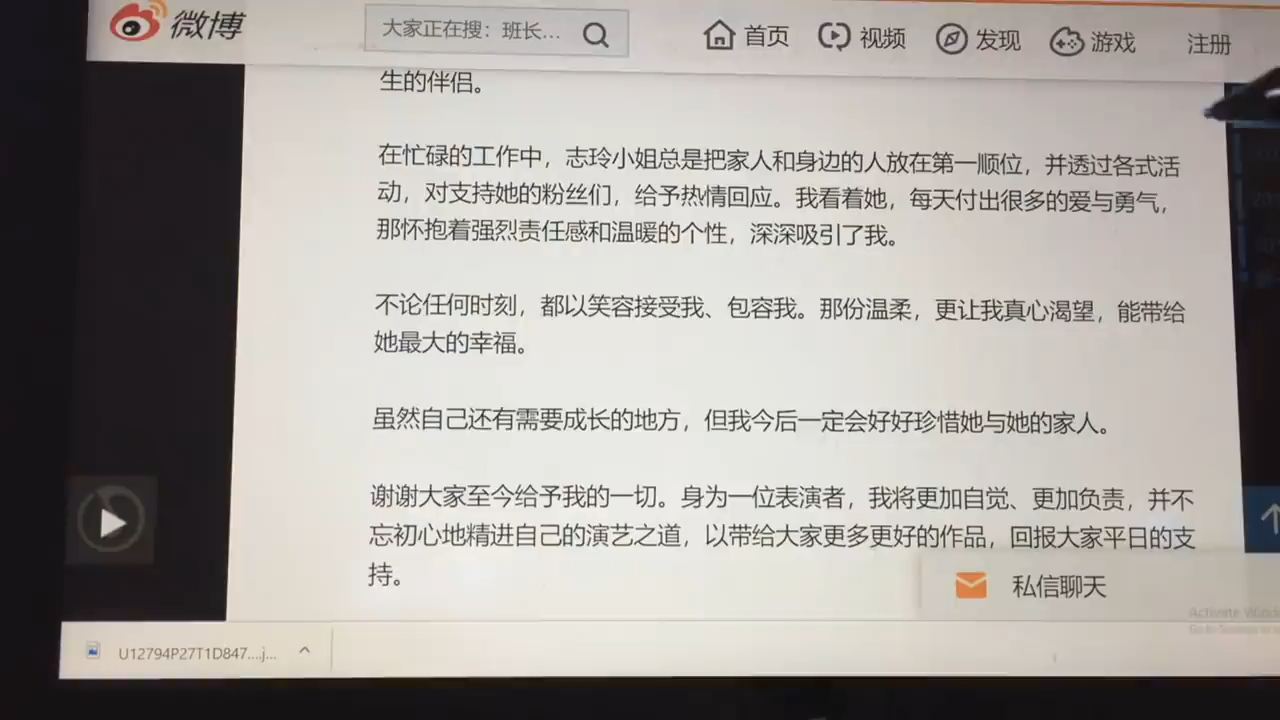 微博
大家正在搜：班长...
首页
视频
发现
游戏
注册
生的伴侣。
在忙碌的工作中，志玲小姐总是把家人和身边的人放在第一顺位，并透过各式活
动，对支持她的粉丝们，给予热情回应。我看着她，每天付出很多的爱与勇气，
那怀抱着强烈责任感和温暖的个性，深深吸引了我。
不论任何时刻，都以笑容接受我、包容我。那份温柔，更让我真心渴望，能带给
她最大的幸福。
虽然自己还有需要成长的地方，但我今后一定会好好珍惜她与她的家人。
谢谢大家至今给予我的一切。身为一位表演者，我将更加自觉、更加负责，并不
忘初心地精进自己的演艺之道，以带给大家更多更好的作品，回报大家平日的支
持。
私信聊天
U12794P27T1D847....j...